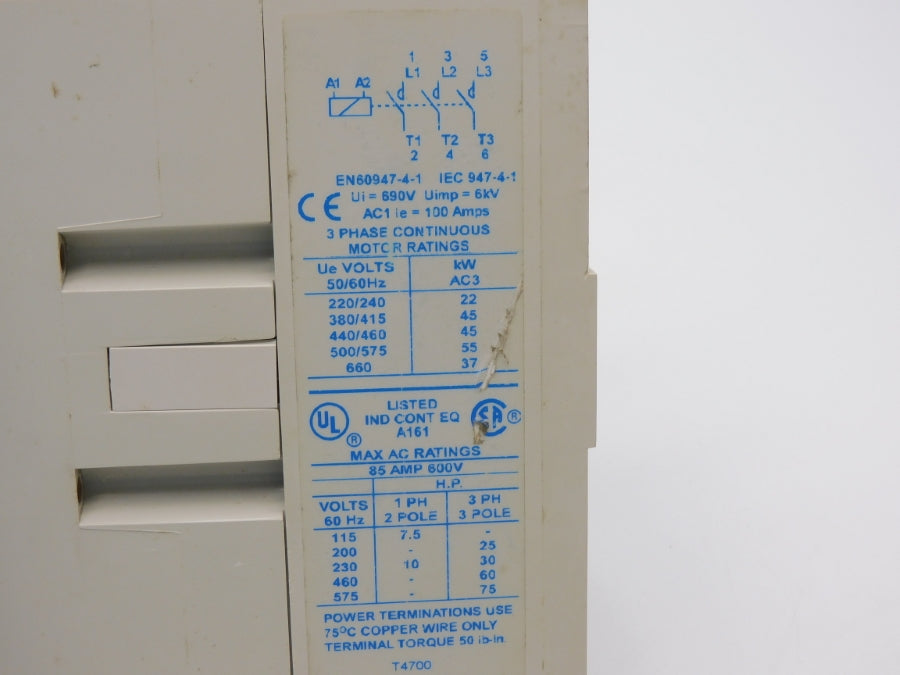 1 3 5
L1 L2 L3
A1 A2
T1 T2 T3
2 4 6
EN60947-4-1 IEC 947-4-1
CE Ui = 690V Uimp = 6kV
AC1 Ie = 100 Amps
3 PHASE CONTINUOUS
MOTOR RATINGS
Ue VOLTS kW
50/60Hz AC3
220/240 22
380/415 45
440/460 45
500/575 55
660 37
LISTED
UL ® IND CONT EQ SA ®
A161
MAX AC RATINGS
85 AMP 600V
H.P.
VOLTS 1 PH 3 PH
60 Hz 2 POLE 3 POLE
115 7.5 -
200 - 25
230 10 30
460 - 60
575 - 75
POWER TERMINATIONS USE
75°C COPPER WIRE ONLY
TERMINAL TORQUE 50 lb-in.
T4700